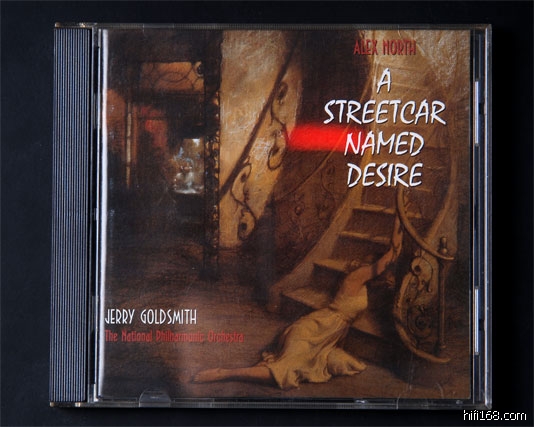 ALEX NORTH
A
STREETCAR
NAMED
DESIRE
JERRY GOLDSMITH
The National Philharmonic Orchestra
hifi168.com